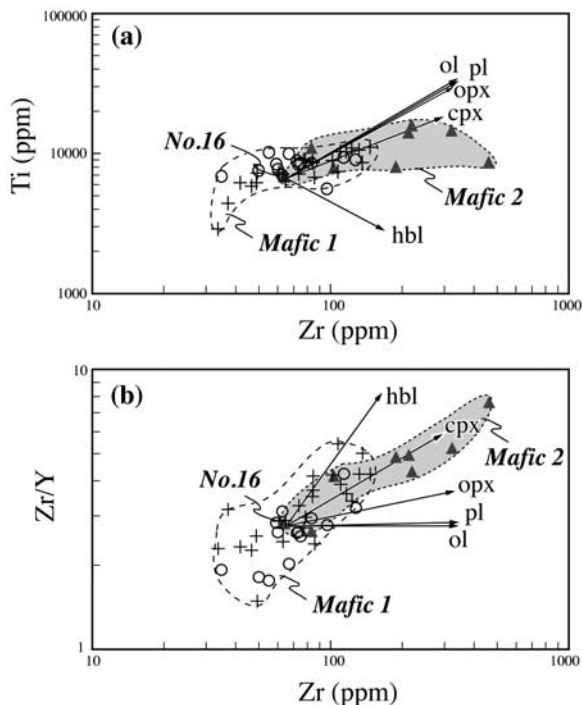 (a)
100000
10000
1000
Ti (ppm)
ol
pl
opx
cpx
No.16
Mafic 2
hbl
Mafic 1
10
100
1000
Zr (ppm)
(b)
10
1
Zr/Y
hbl
cpx
Mafic 2
No.16
opx
pl
ol
Mafic 1
10
100
1000
Zr (ppm)